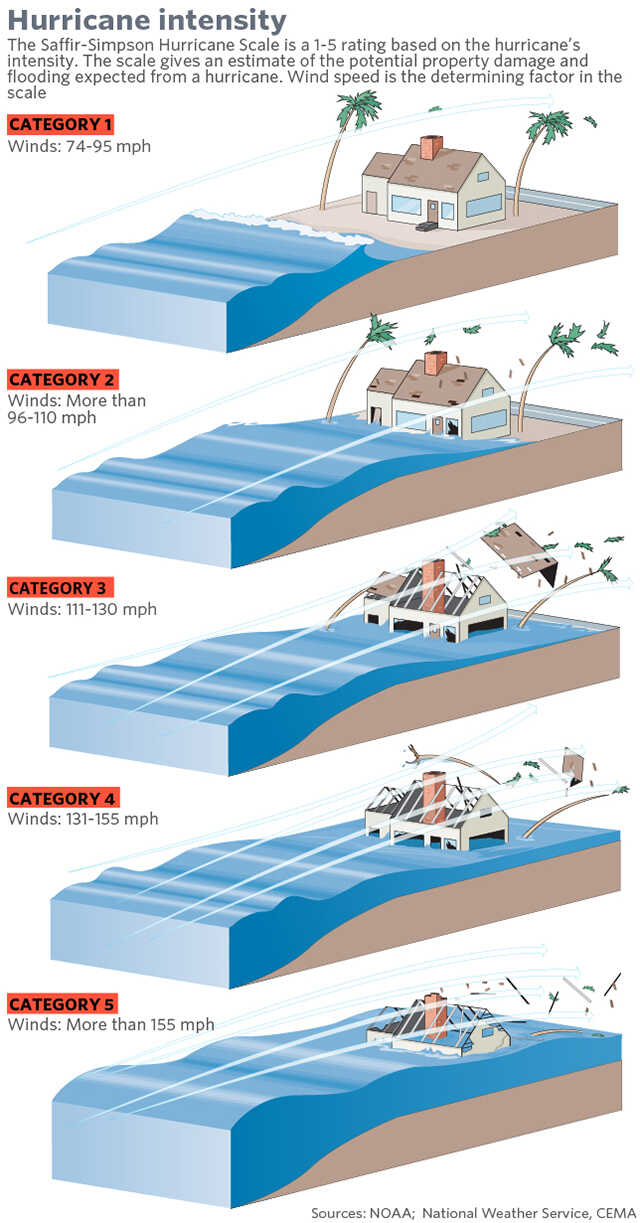 Hurricane intensity
The Saffir-Simpson Hurricane Scale is a 1-5 rating based on the hurricane's
intensity. The scale gives an estimate of the potential property damage and
flooding expected from a hurricane. Wind speed is the determining factor in the
scale
CATEGORY 1
Winds: 74-95 mph
CATEGORY 2
Winds: More than
96-110 mph
CATEGORY 3
Winds: 111-130 mph
CATEGORY 4
Winds: 131-155 mph
CATEGORY 5
Winds: More than 155 mph
Sources: NOAA; National Weather Service, CEMA